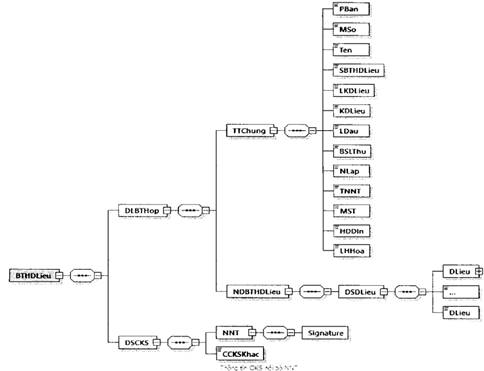 PBan
MSo
Ten
SBTHDLieu
LKDLieu
KDLieu
LDau
BSLThu
NLap
TNNT
MST
HDDIn
LHHoa
TTChung
DLBTHop
BTHDLieu
NDBTHDLieu
DSDLieu
DLieu
...
DLieu
DSCKS
NNT
Signature
CCKSKhac